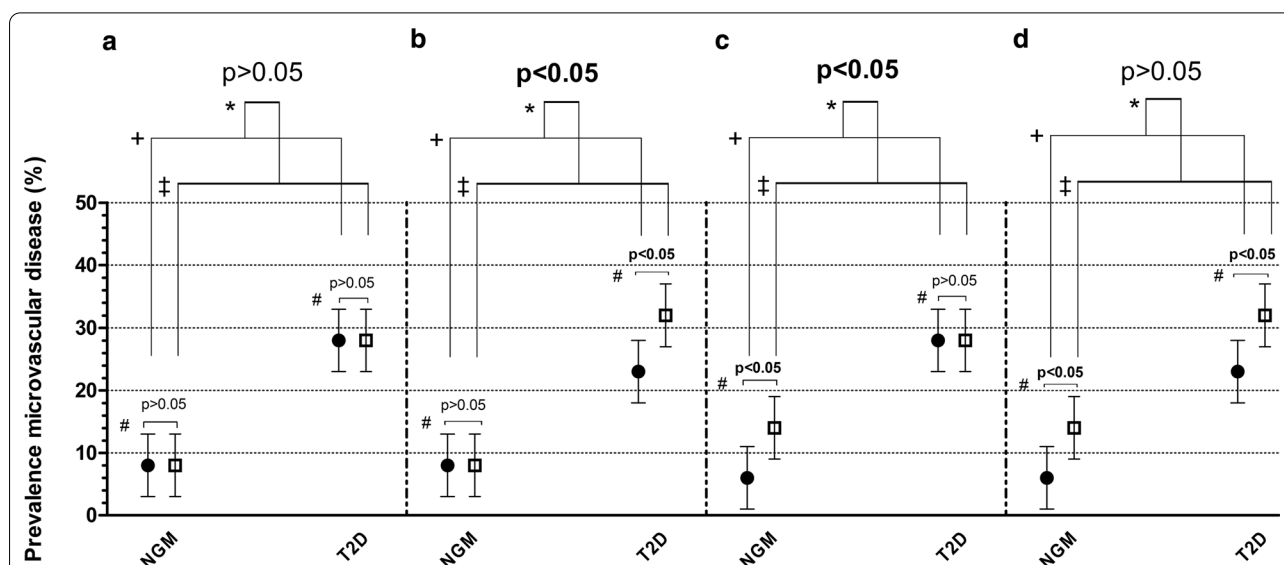 a b c d
p>0.05 p<0.05 p<0.05 p>0.05
* * * *
+ + + +
‡ ‡ ‡ ‡
Prevalence microvascular disease (%)
50
40
30
20
10
0
# p>0.05 # p>0.05
# p>0.05 # p<0.05
# p<0.05 # p>0.05
# p<0.05 # p<0.05
NGM T2D NGM T2D NGM T2D NGM T2D